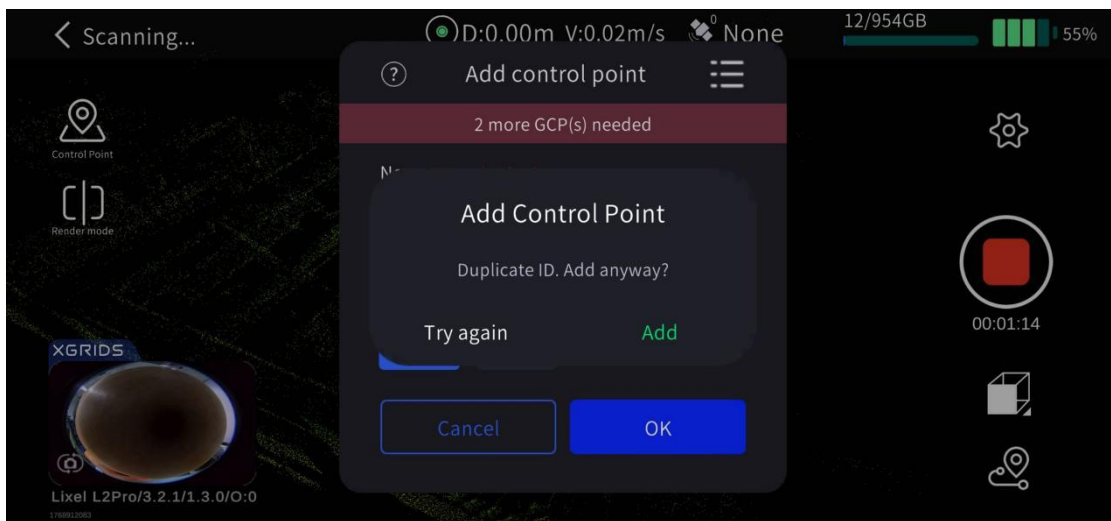 Scanning...
D:0.00m V:0.02m/s
0
None
12/954GB
55%
Control Point
Render mode
?
Add control point
2 more GCP(s) needed
Add Control Point
Duplicate ID. Add anyway?
Try again
Add
Cancel
OK
00:01:14
XGRIDS
Lixel L2Pro/3.2.1/1.3.0/O:0
1768912083